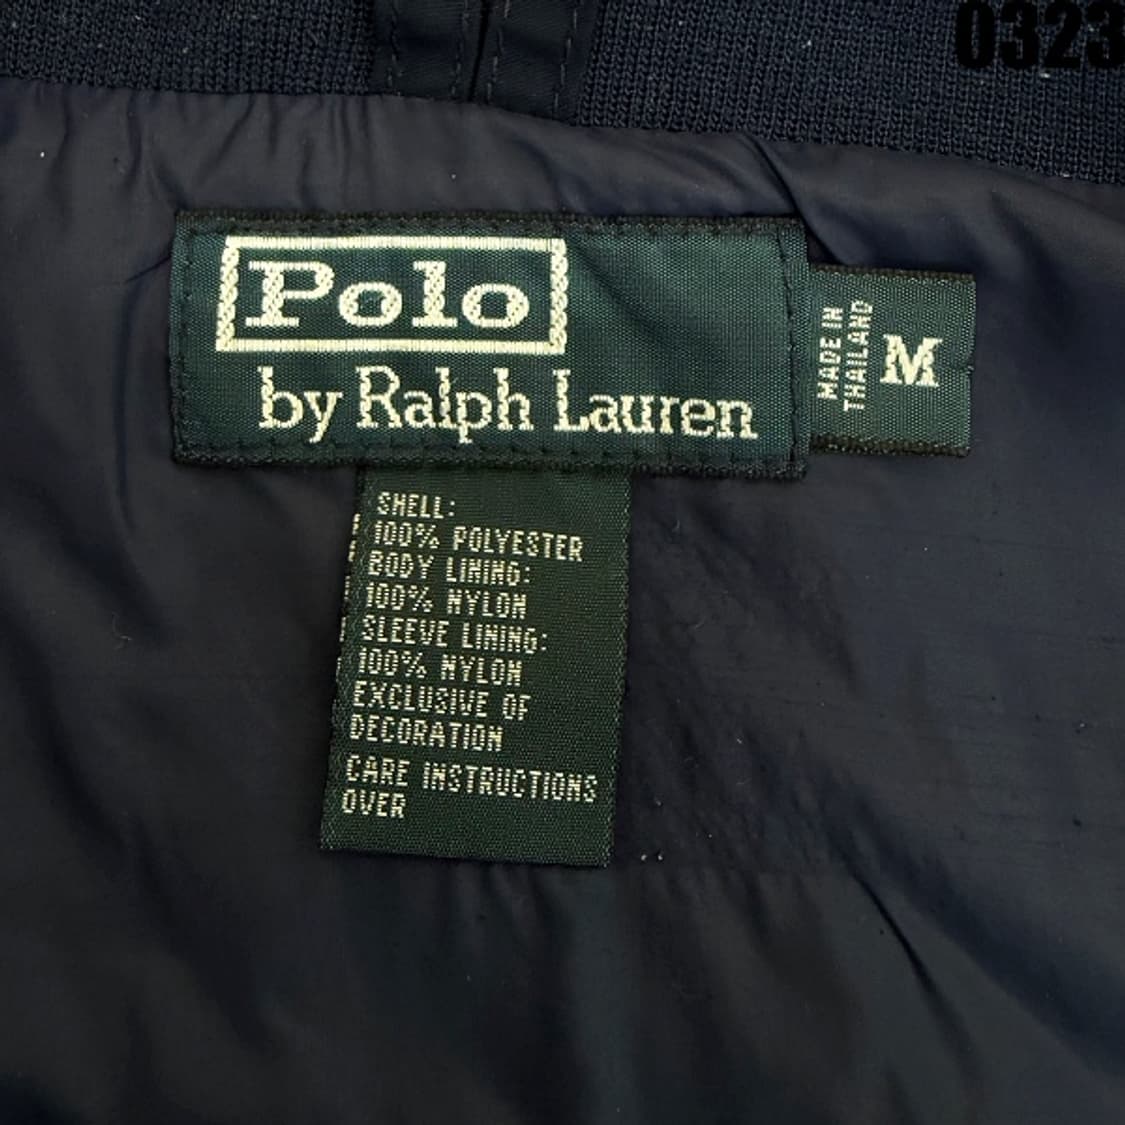 0323
Polo
by Ralph Lauren
MADE IN
THAILAND
M
SHELL:
100% POLYESTER
BODY LINING:
100% NYLON
SLEEVE LINING:
100% NYLON
EXCLUSIVE OF
DECORATION
CARE INSTRUCTIONS
OVER